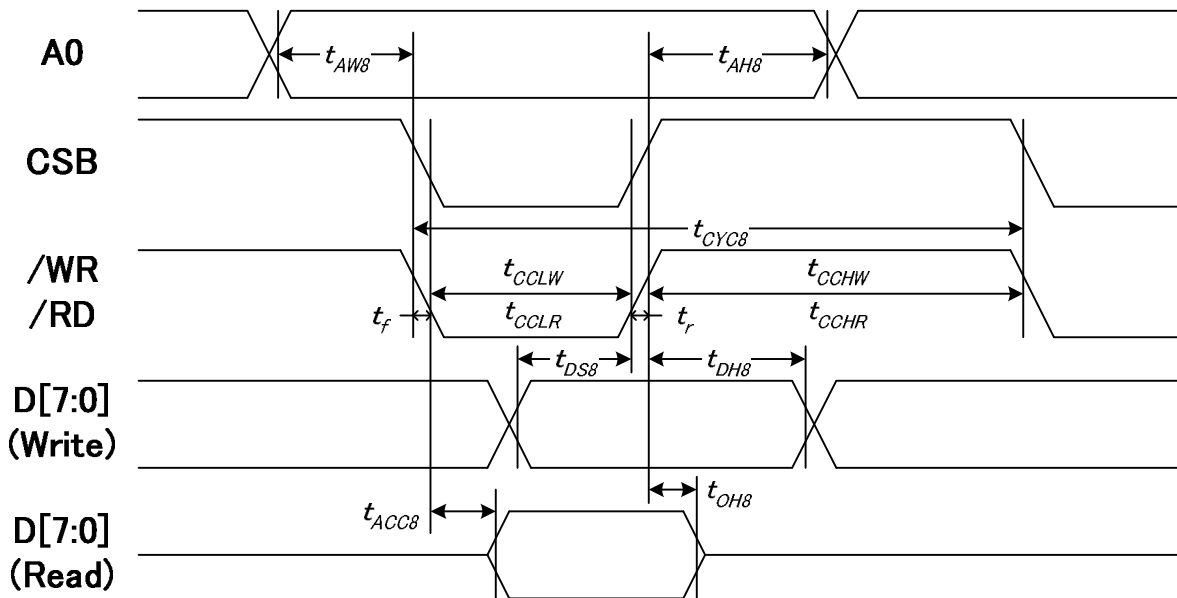 A0
tAW8
tAH8
CSB
tCYC8
/WR
/RD
tCCLW
tCCHW
tf
tCCLR
tr
tCCHR
tDS8
tDH8
D[7:0]
(Write)
tACC8
tOH8
D[7:0]
(Read)